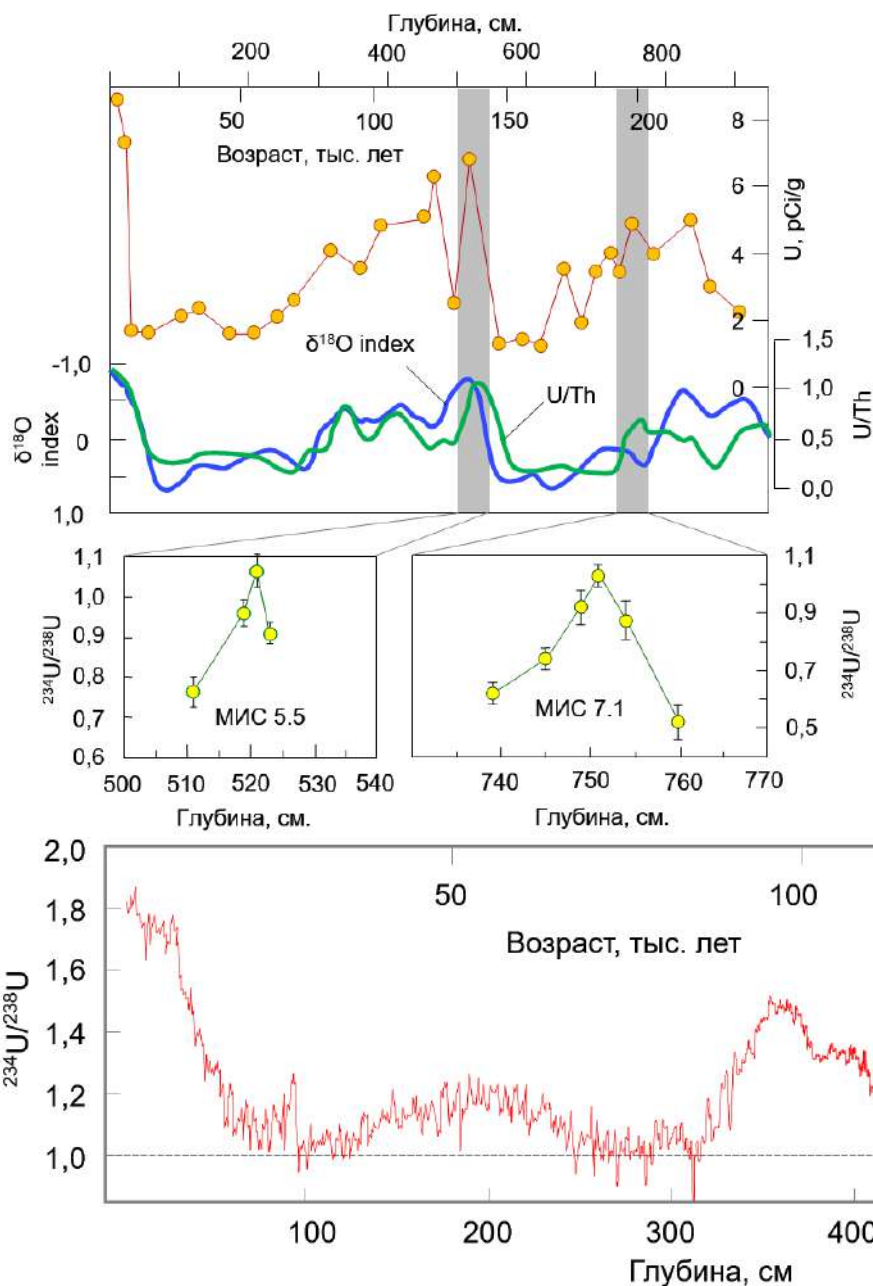 Глубина, см.
200 400 600 800
50 100 150 200
Возраст, тыс. лет
8
6
4
2
0
U, pCi/g
δ¹⁸O index
U/Th
-1,0
0
1,0
δ¹⁸O
index
1,5
1,0
0,5
0,0
U/Th
1,1
1,0
0,9
0,8
0,7
0,6
²³⁴U/²³⁸U
МИС 5.5
500 510 520 530 540
Глубина, см.
МИС 7.1
1,1
0,9
0,7
0,5
²³⁴U/²³⁸U
740 750 760 770
Глубина, см.
2,0
1,8
1,6
1,4
1,2
1,0
²³⁴U/²³⁸U
50 100
Возраст, тыс. лет
100 200 300 400
Глубина, см